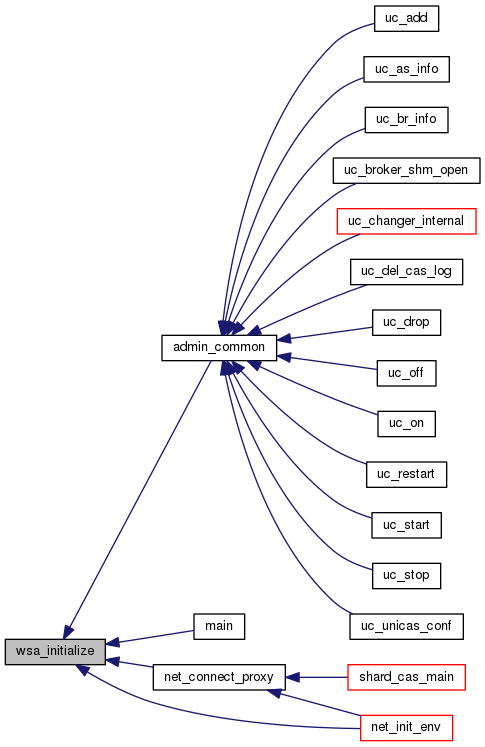 uc_add
uc_as_info
uc_br_info
uc_broker_shm_open
uc_changer_internal
uc_del_cas_log
uc_drop
admin_common
uc_off
uc_on
uc_restart
uc_start
uc_stop
uc_unicas_conf
main
wsa_initialize
net_connect_proxy
shard_cas_main
net_init_env